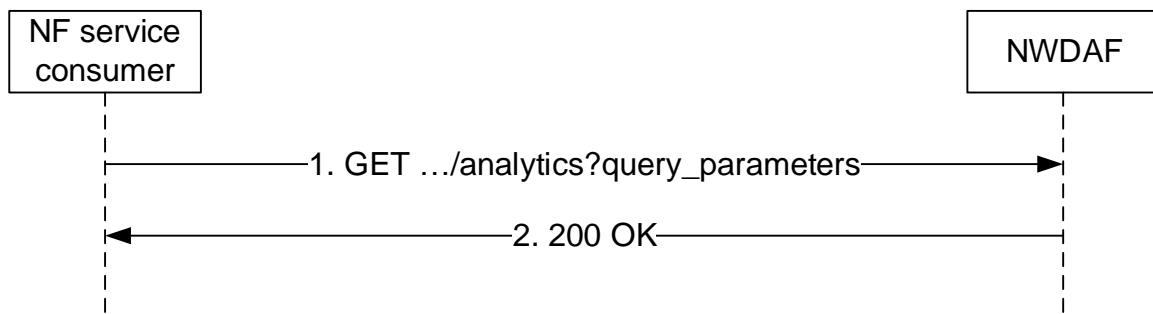 NF service
consumer
NWDAF
1. GET …/analytics?query_parameters
2. 200 OK